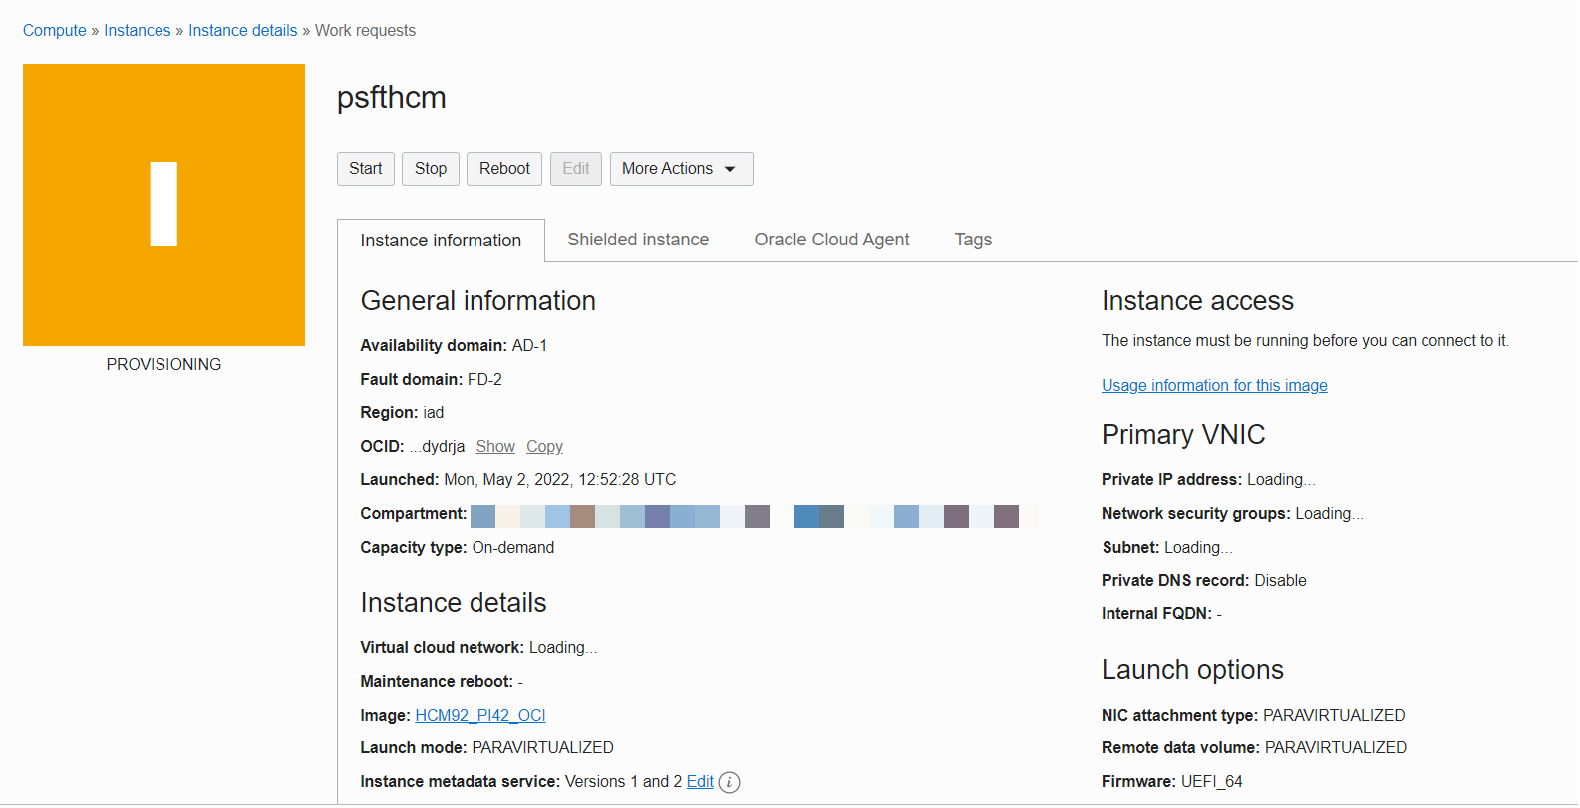 Compute » Instances » Instance details » Work requests
I
PROVISIONING
psfthcm
Start Stop Reboot Edit More Actions
Instance information Shielded instance Oracle Cloud Agent Tags
General information
Availability domain: AD-1
Fault domain: FD-2
Region: iad
OCID: ...dydrja Show Copy
Launched: Mon, May 2, 2022, 12:52:28 UTC
Compartment:
Capacity type: On-demand
Instance details
Virtual cloud network: Loading...
Maintenance reboot: -
Image: HCM92_PI42_OCI
Launch mode: PARAVIRTUALIZED
Instance metadata service: Versions 1 and 2 Edit i
Instance access
The instance must be running before you can connect to it.
Usage information for this image
Primary VNIC
Private IP address: Loading...
Network security groups: Loading...
Subnet: Loading...
Private DNS record: Disable
Internal FQDN: -
Launch options
NIC attachment type: PARAVIRTUALIZED
Remote data volume: PARAVIRTUALIZED
Firmware: UEFI_64